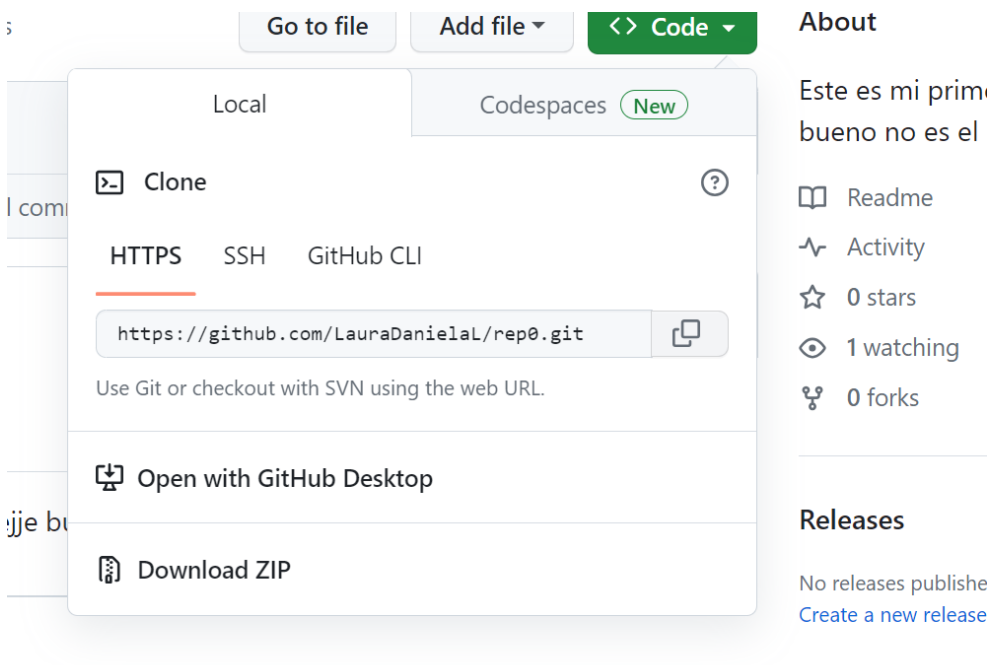 Go to file
Add file
<> Code
About
Este es mi
bueno no es el
Local
Codespaces New
Clone
HTTPS SSH GitHub CLI
https://github.com/LauraDanielaL/rep0.git
Use Git or checkout with SVN using the web URL.
Open with GitHub Desktop
Download ZIP
Readme
Activity
0 stars
1 watching
0 forks
Releases
No releases
Create a new release